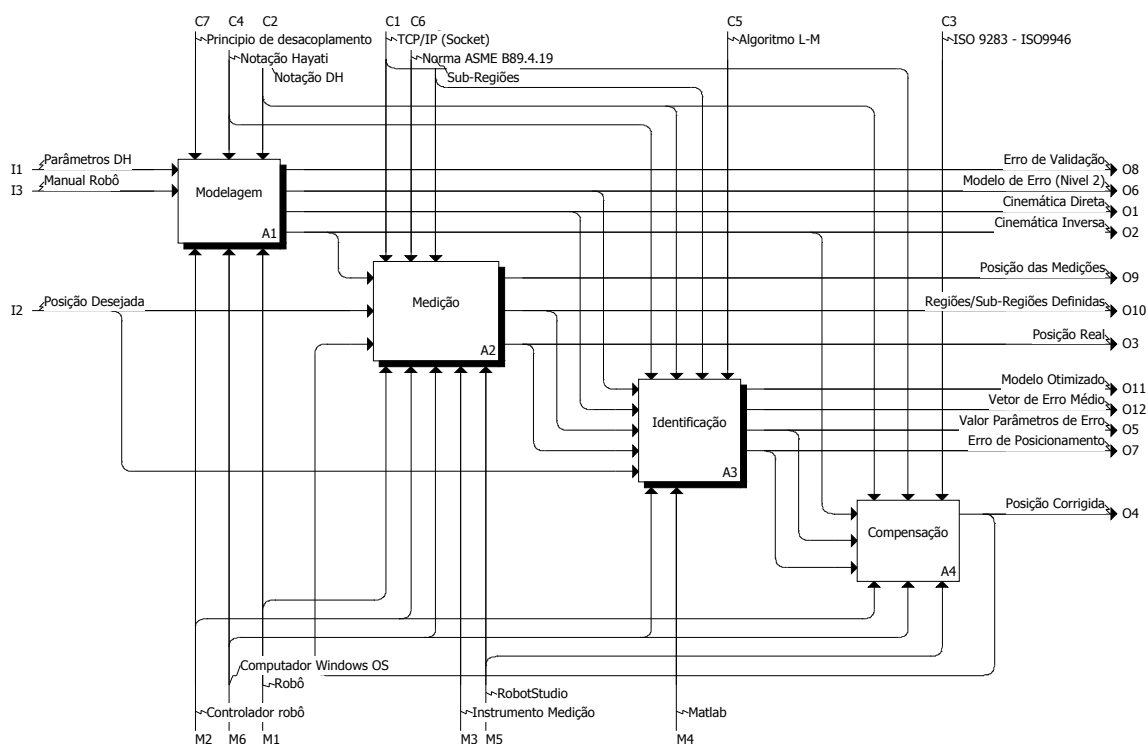 C7 C4 C2 C1 C6 C5 C3
Principio de desacoplamento TCP/IP (Socket) Algoritmo L-M ISO 9283 - ISO9946
Notação Hayati Norma ASME B89.4.19
Notação DH Sub-Regiões
I1 Parâmetros DH Erro de Validação O8
I3 Manual Robô Modelagem Modelo de Erro (Nivel 2) O6
Cinemática Direta O1
A1 Cinemática Inversa O2
Posição das Medições O9
I2 Posição Desejada Medição Regiões/Sub-Regiões Definidas O10
A2 Posição Real O3
Modelo Otimizado O11
Vetor de Erro Médio O12
Identificação Valor Parâmetros de Erro O5
Erro de Posicionamento O7
A3
Posição Corrigida O4
Compensação
A4
Computador Windows OS
Robô
RobotStudio
Controlador robô Instrumento Medição Matlab
M2 M6 M1 M3 M5 M4